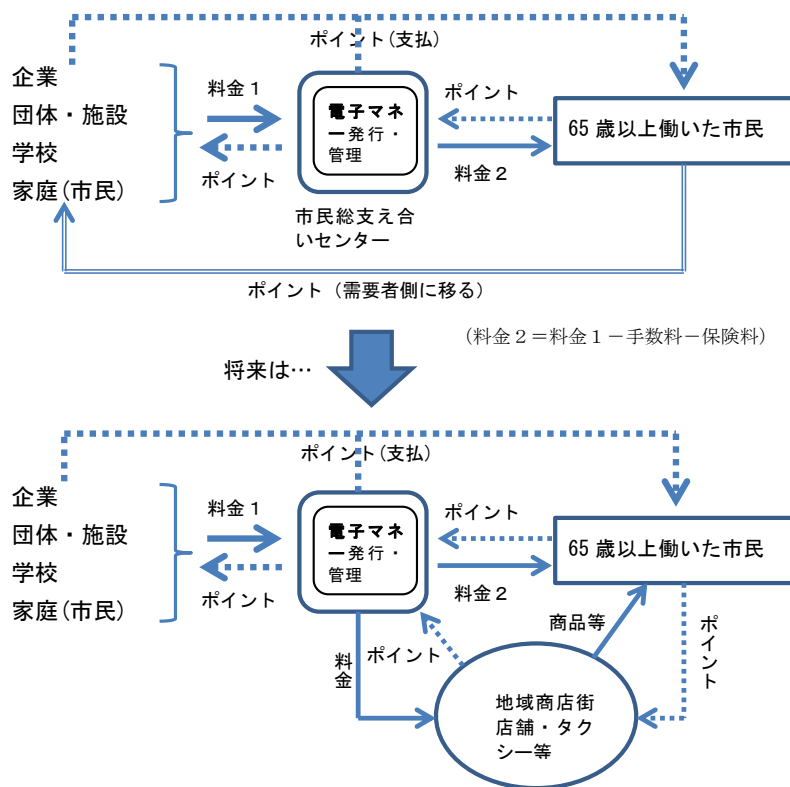 ポイント(支払)
企業
団体・施設
学校
家庭(市民)
料金1
ポイント
電子マネ
ー発行・
管理
市民総支え合
いセンター
ポイント
料金2
65 歳以上働いた市民
ポイント (需要者側に移る)
(料金2=料金1-手数料-保険料)
将来は…
ポイント(支払)
企業
団体・施設
学校
家庭(市民)
料金1
ポイント
電子マネ
ー発行・
管理
ポイント
料金2
65 歳以上働いた市民
料金
ポイント
商品等
ポイント
地域商店街
店舗・タク
シー等